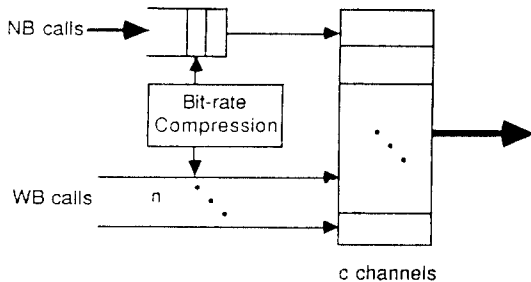 NB calls
Bit-rate
Compression
WB calls
n
c channels